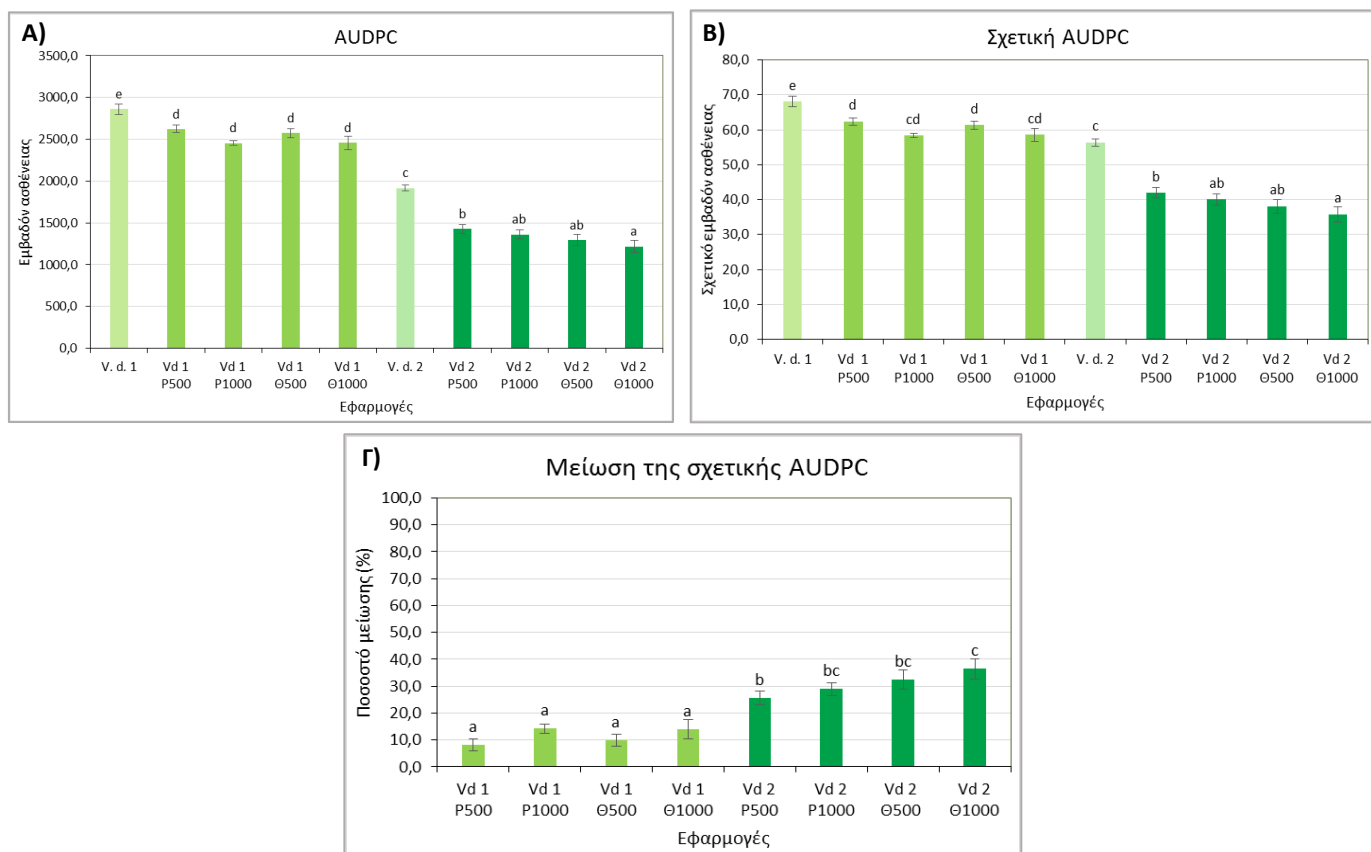 Α)
AUDPC
Εμβαδόν ασθένειας
3500,0
3000,0
2500,0
2000,0
1500,0
1000,0
500,0
0,0
e d d d d c b ab ab a
V. d. 1 Vd 1 Vd 1 Vd 1 Vd 1 V. d. 2 Vd 2 Vd 2 Vd 2 Vd 2
P500 P1000 Θ500 Θ1000 P500 P1000 Θ500 Θ1000
Εφαρμογές
Β)
Σχετική AUDPC
Σχετικό εμβαδόν ασθένειας
80,0
70,0
60,0
50,0
40,0
30,0
20,0
10,0
0,0
e d cd d cd c b ab ab a
V. d. 1 Vd 1 Vd 1 Vd 1 Vd 1 V. d. 2 Vd 2 Vd 2 Vd 2 Vd 2
P500 P1000 Θ500 Θ1000 P500 P1000 Θ500 Θ1000
Εφαρμογές
Γ)
Μείωση της σχετικής AUDPC
Ποσοστό μείωσης (%)
100,0
90,0
80,0
70,0
60,0
50,0
40,0
30,0
20,0
10,0
0,0
a a a a b bc bc c
Vd 1 Vd 1 Vd 1 Vd 1 Vd 2 Vd 2 Vd 2 Vd 2
P500 P1000 Θ500 Θ1000 P500 P1000 Θ500 Θ1000
Εφαρμογές